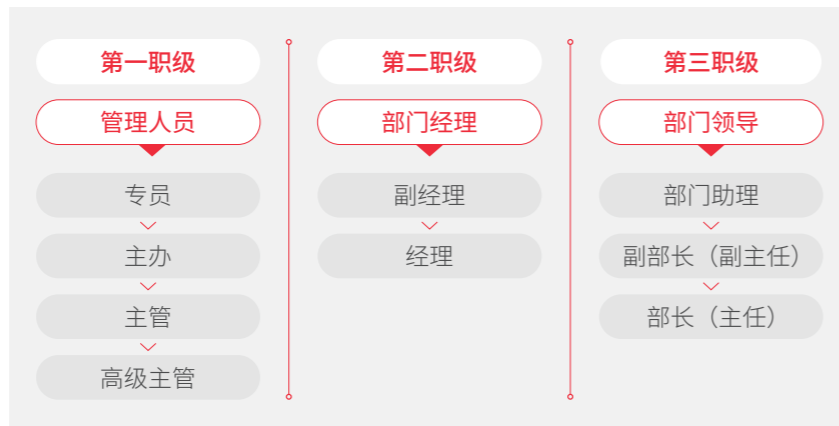 第一职级
管理人员
专员
主办
主管
高级主管
第二职级
部门经理
副经理
经理
第三职级
部门领导
部门助理
副部长（副主任）
部长（主任）